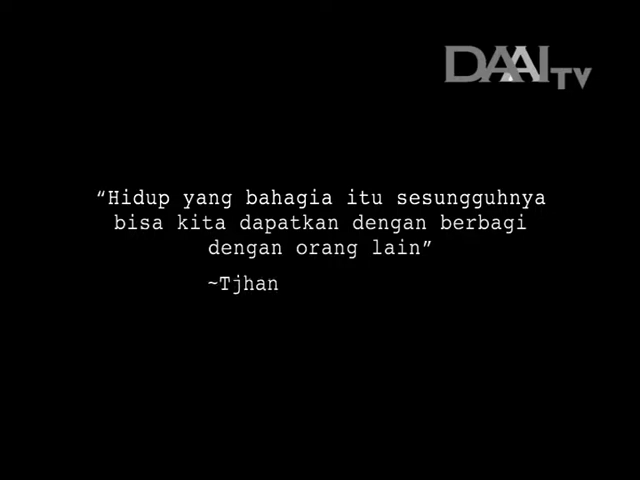 DAAI TV
“Hidup yang bahagia itu sesungguhnya
bisa kita dapatkan dengan berbagi
dengan orang lain”
~Tjhan